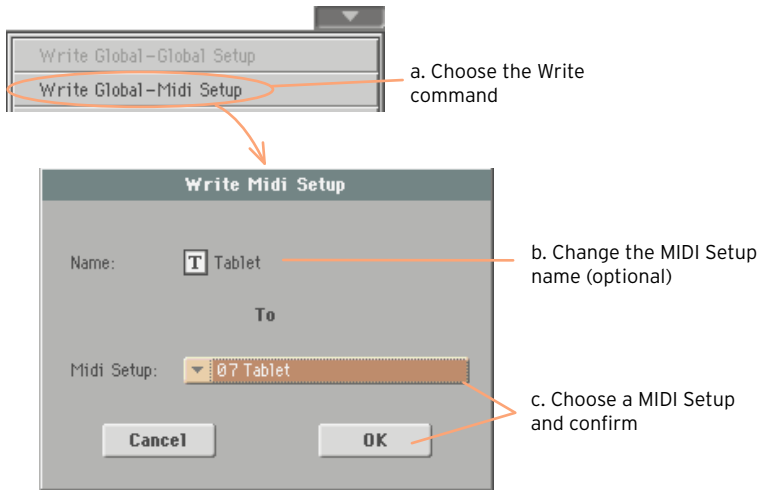 Write Global-Global Setup
Write Global-Midi Setup
a. Choose the Write
command
Write Midi Setup
Name:
T Tablet
b. Change the MIDI Setup
name (optional)
To
Midi Setup:
07 Tablet
c. Choose a MIDI Setup
and confirm
Cancel
OK